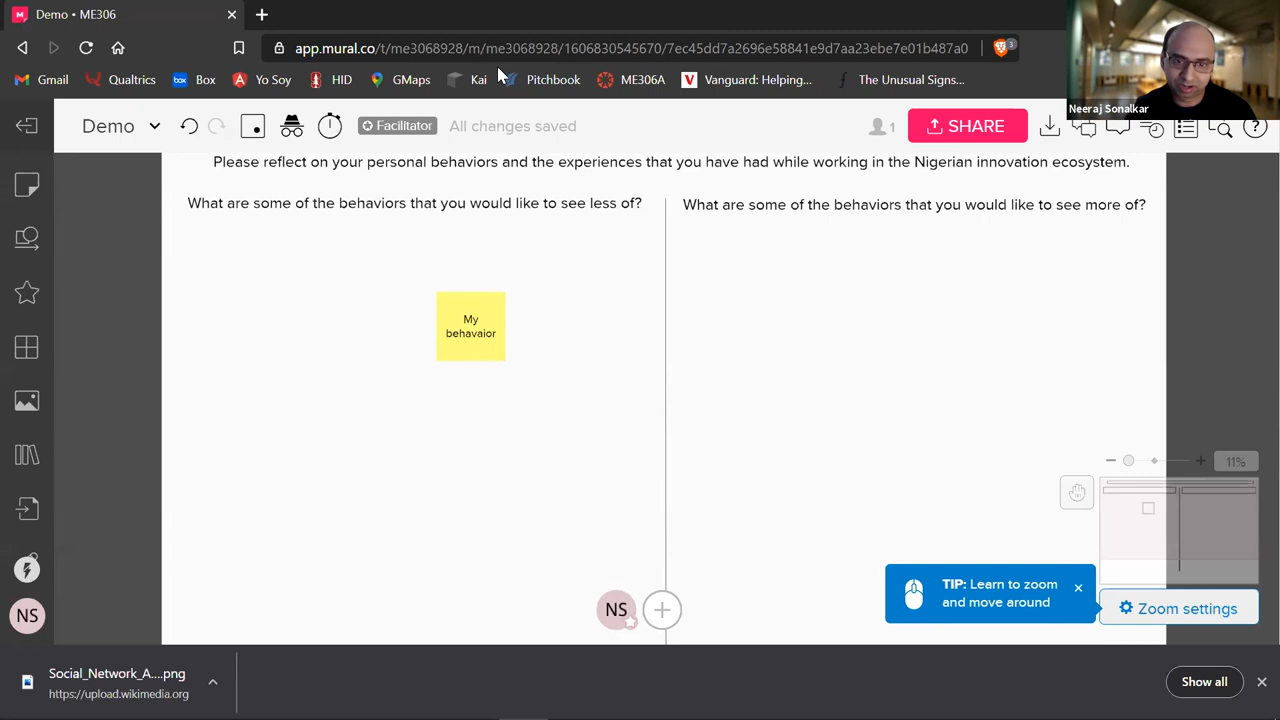 Demo • ME306
app.mural.co/t/me3068928/m/me3068928/1606830545670/7ec45dd7a2696e58841e9d7aa23ebe7e01b487a0
3
Gmail
Qualtrics
Box
Yo Soy
HID
GMaps
Kai
Pitchbook
ME306A
Vanguard: Helping...
The Unusual Signs...
Neeraj Sonalkar
Demo
Facilitator
All changes saved
1
SHARE
Please reflect on your personal behaviors and the experiences that you have had while working in the Nigerian innovation ecosystem.
What are some of the behaviors that you would like to see less of?
What are some of the behaviors that you would like to see more of?
My
behavaior
11%
TIP: Learn to zoom
and move around
Zoom settings
NS
NS
Social_Network_A....png
https://upload.wikimedia.org
Show all